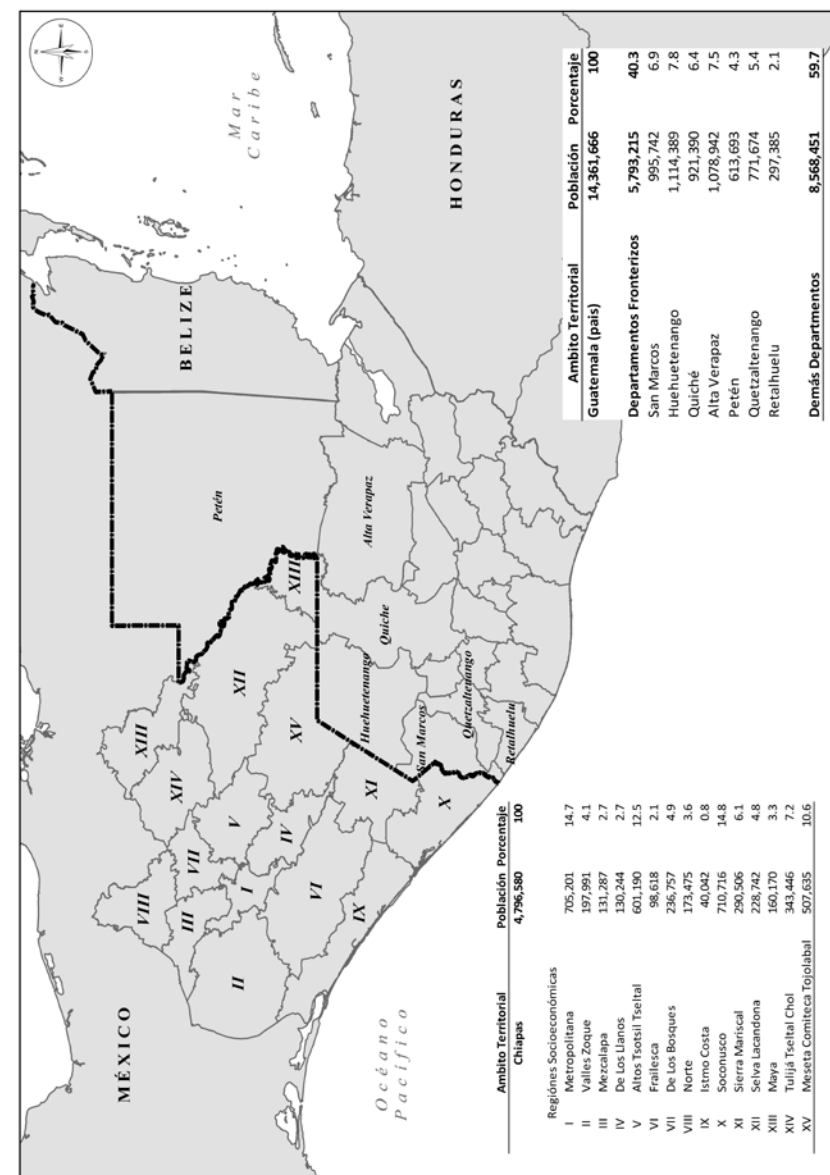 N
E
S
W
Mar
Caribe
MÉXICO
BELIZE
HONDURAS
Océano
Pacífico
Petén
Alta Verapaz
Quiche
Huehuetenango
San Marcos
Quetzaltenango
Retalhuelu
VIII
XIII
XIV
VII
III
V
XII
XIII
I
II
IV
XV
VI
XI
IX
X
Ambito Territorial Población Porcentaje
Chiapas 4,796,580 100
Regiónes Socioeconómicas
I Metropolitana 705,201 14.7
II Valles Zoque 197,991 4.1
III Mezcalapa 131,287 2.7
IV De Los Llanos 130,244 2.7
V Altos Tsotsil Tseltal 601,190 12.5
VI Frailesca 98,618 2.1
VII De Los Bosques 236,757 4.9
VIII Norte 173,475 3.6
IX Istmo Costa 40,042 0.8
X Soconusco 710,716 14.8
XI Sierra Mariscal 290,506 6.1
XII Selva Lacandona 228,742 4.8
XIII Maya 160,170 3.3
XIV Tulijá Tseltal Chol 343,446 7.2
XV Meseta Comiteca Tojolabal 507,635 10.6
Ambito Territorial Población Porcentaje
Guatemala (pais) 14,361,666 100
Departamentos Fronterizos 5,793,215 40.3
San Marcos 995,742 6.9
Huehuetenango 1,114,389 7.8
Quiché 921,390 6.4
Alta Verapaz 1,078,942 7.5
Petén 613,693 4.3
Quetzaltenango 771,674 5.4
Retalhuelu 297,385 2.1
Demás Departmentos 8,568,451 59.7